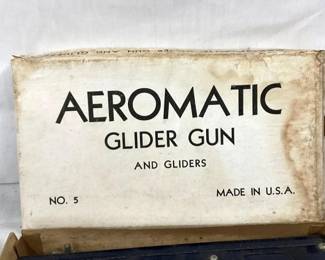 AEROMATIC
GLIDER GUN
AND GLIDERS
NO. 5 MADE IN U.S.A.